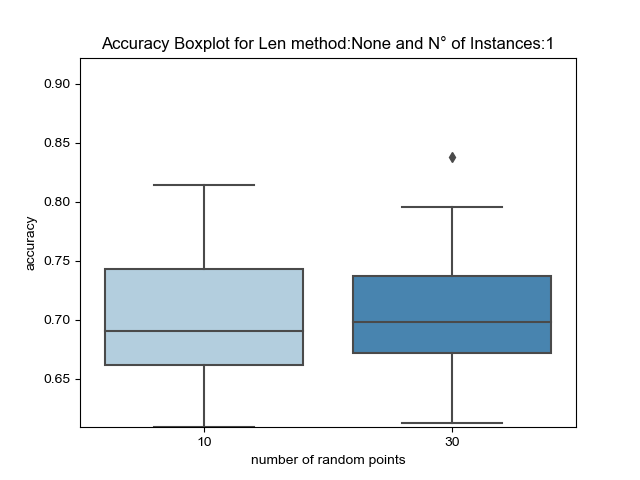 Accuracy Boxplot for Len method:None and N° of Instances:1
0.90
0.85
0.80
0.75
0.70
0.65
accuracy
10 30
number of random points